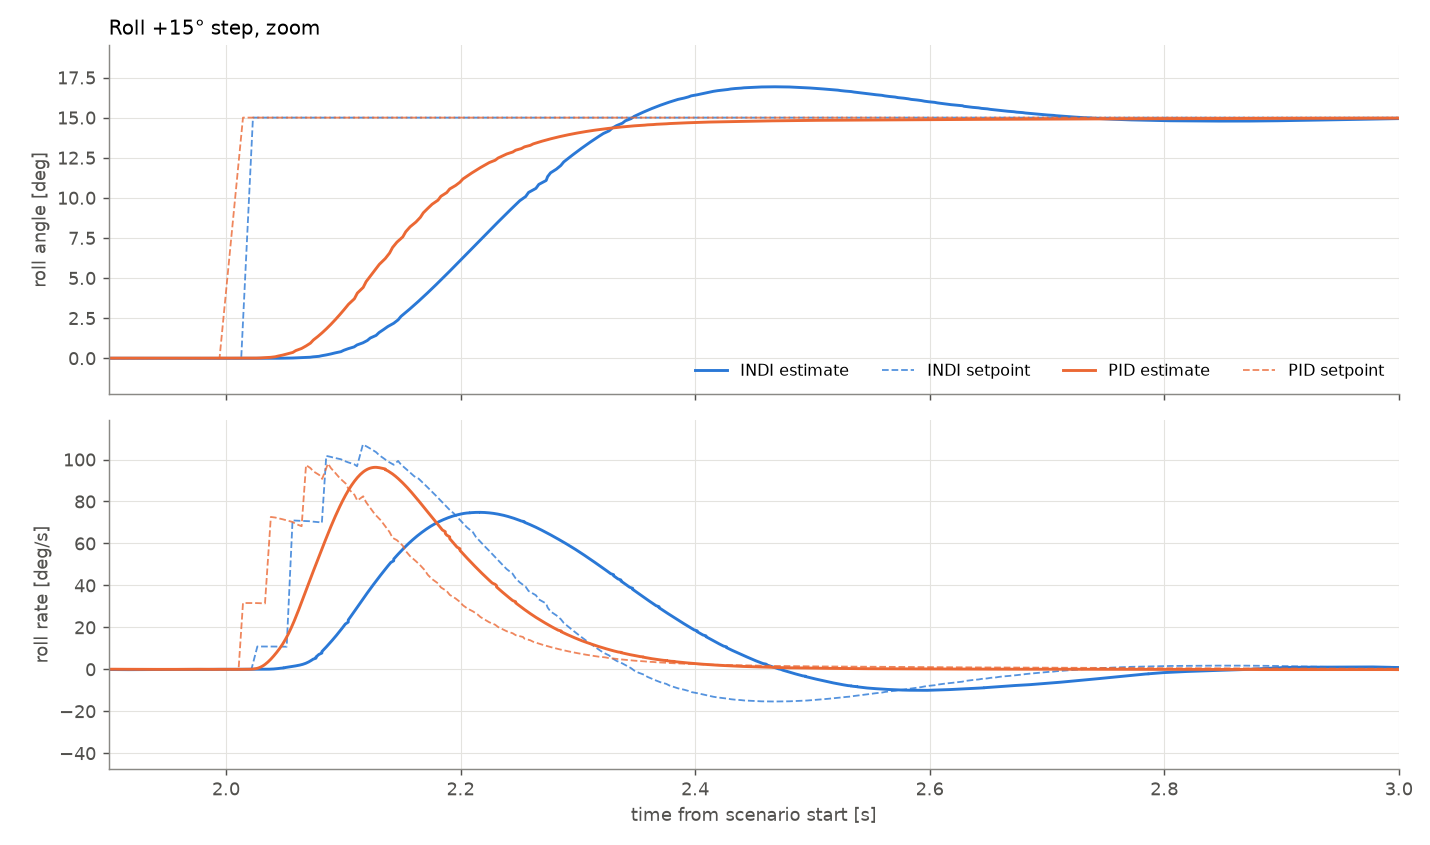 Roll +15° step, zoom
17.5
15.0
12.5
10.0
7.5
5.0
2.5
0.0
roll angle [deg]
INDI estimate
INDI setpoint
PID estimate
PID setpoint
100
80
60
40
20
0
−20
−40
roll rate [deg/s]
2.0 2.2 2.4 2.6 2.8 3.0
time from scenario start [s]